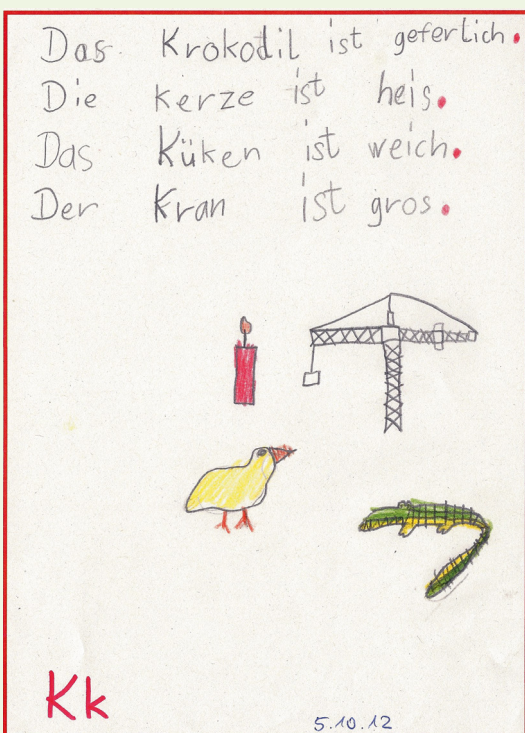 Das Krokodil ist geferlich.
Die kerze ist heis.
Das Küken ist weich.
Der Kran ist gros.
Kk
5.10.12